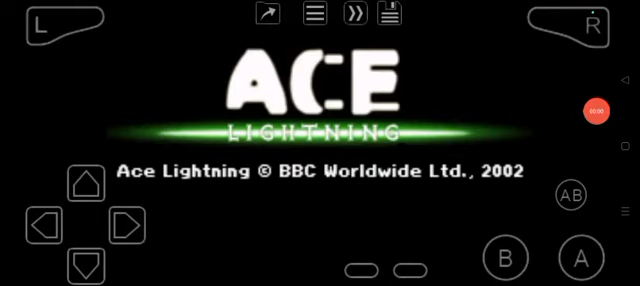 L
R
ACE
LIGHTNING
00:00
Ace Lightning © BBC Worldwide Ltd., 2002
AB
B
A